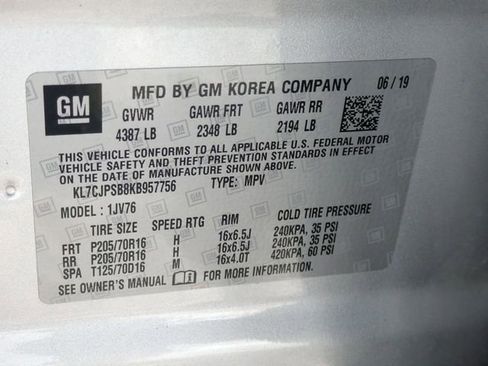 GM
MFD BY GM KOREA COMPANY 06/19
GVWR GAWR FRT GAWR RR
4387 LB 2348 LB 2194 LB
THIS VEHICLE CONFORMS TO ALL APPLICABLE U.S. FEDERAL MOTOR
VEHICLE SAFETY AND THEFT PREVENTION STANDARDS IN EFFECT ON
THE DATE OF MANUFACTURE SHOWN ABOVE.
KL7CJPSB8KB957756 TYPE: MPV
MODEL: 1JV76
TIRE SIZE SPEED RTG RIM COLD TIRE PRESSURE
FRT P205/70R16 H 16x6.5J 240KPA, 35 PSI
RR P205/70R16 H 16x6.5J 240KPA, 35 PSI
SPA T125/70D16 M 16x4.0T 420KPA, 60 PSI
SEE OWNER'S MANUAL FOR MORE INFORMATION